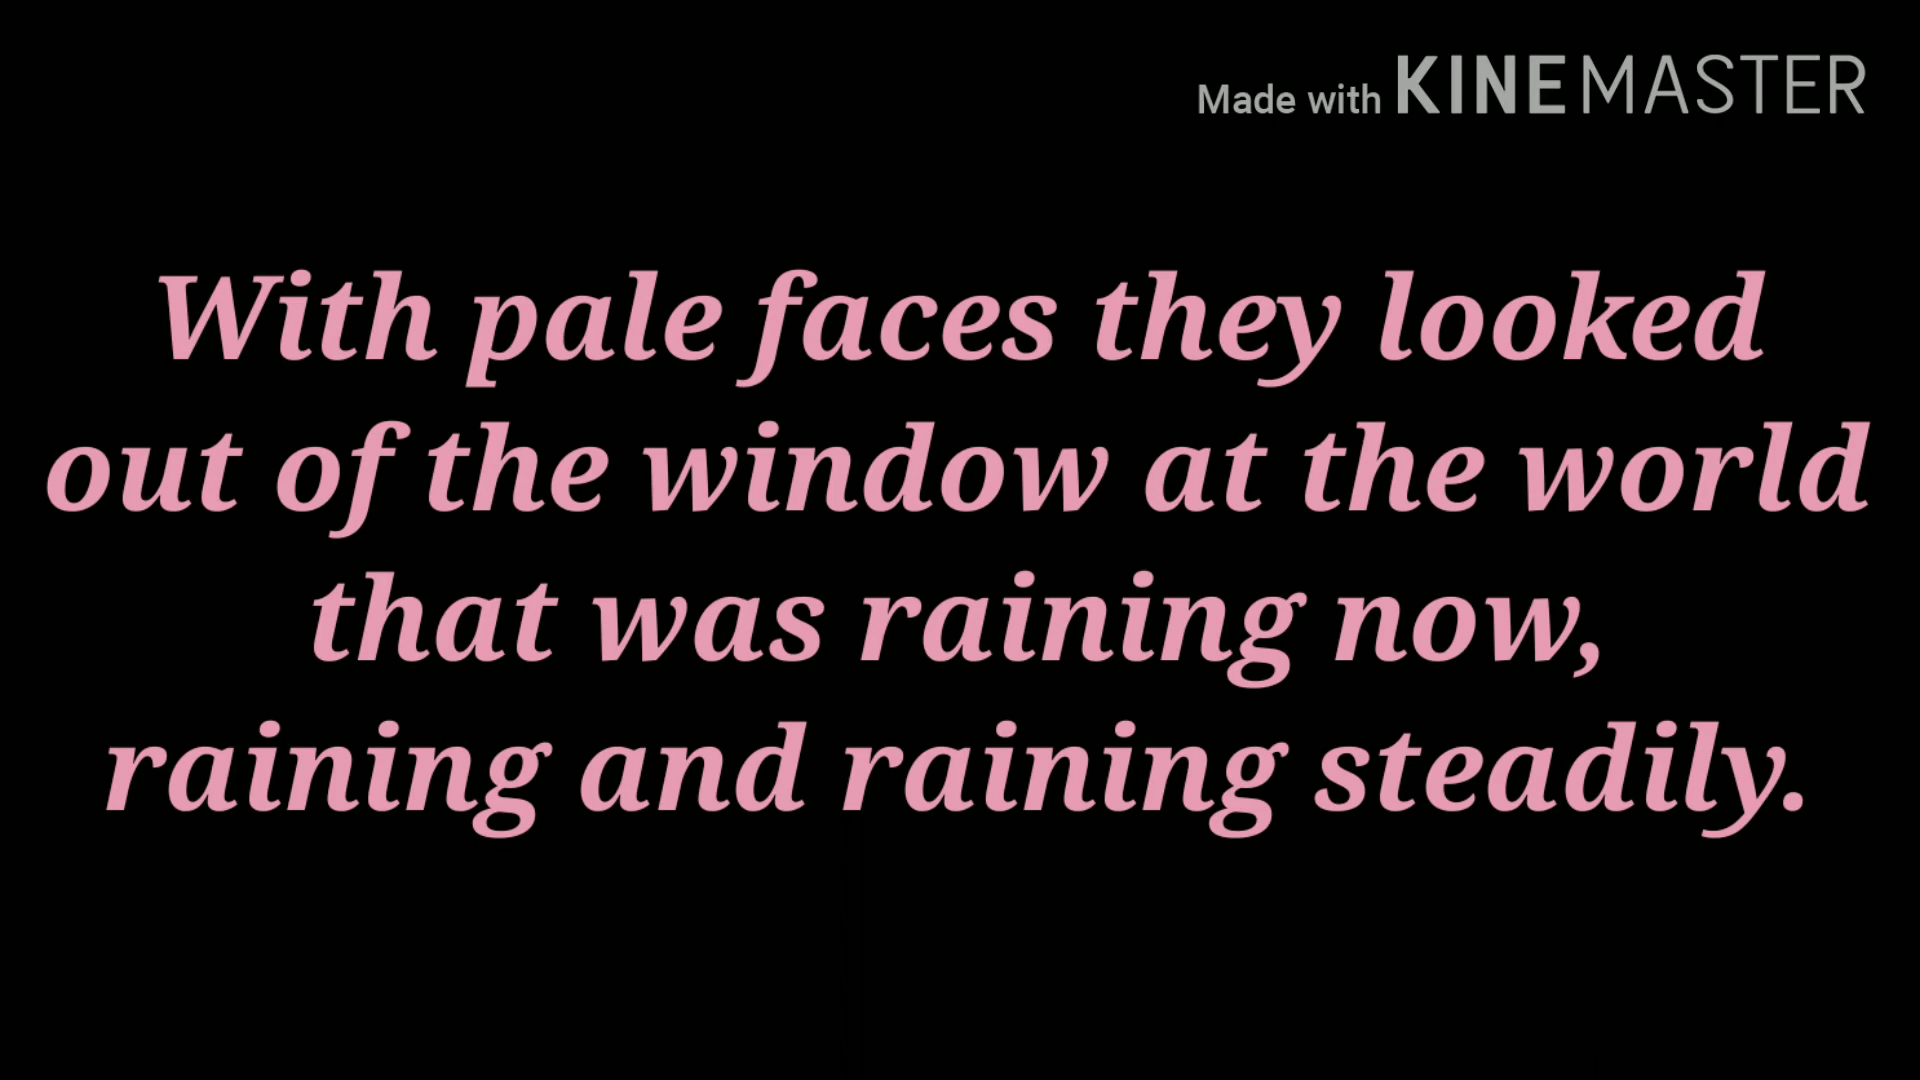 Made with KINEMASTER
With pale faces they looked
out of the window at the world
that was raining now,
raining and raining steadily.